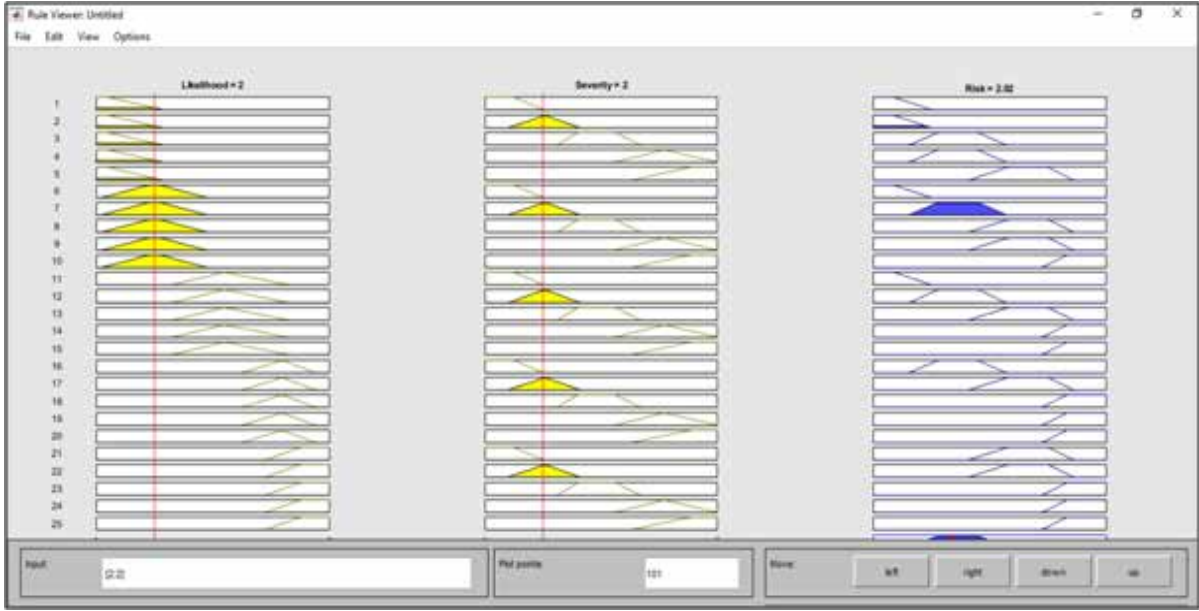 Rule Viewer: Untitled
File Edit View Options
Likelihood = 2
Severity = 2
Risk = 2.02
1
2
3
4
5
6
7
8
9
10
11
12
13
14
15
16
17
18
19
20
21
22
23
24
25
Input:
[2;2]
Plot points:
101
Move:
left
right
down
up